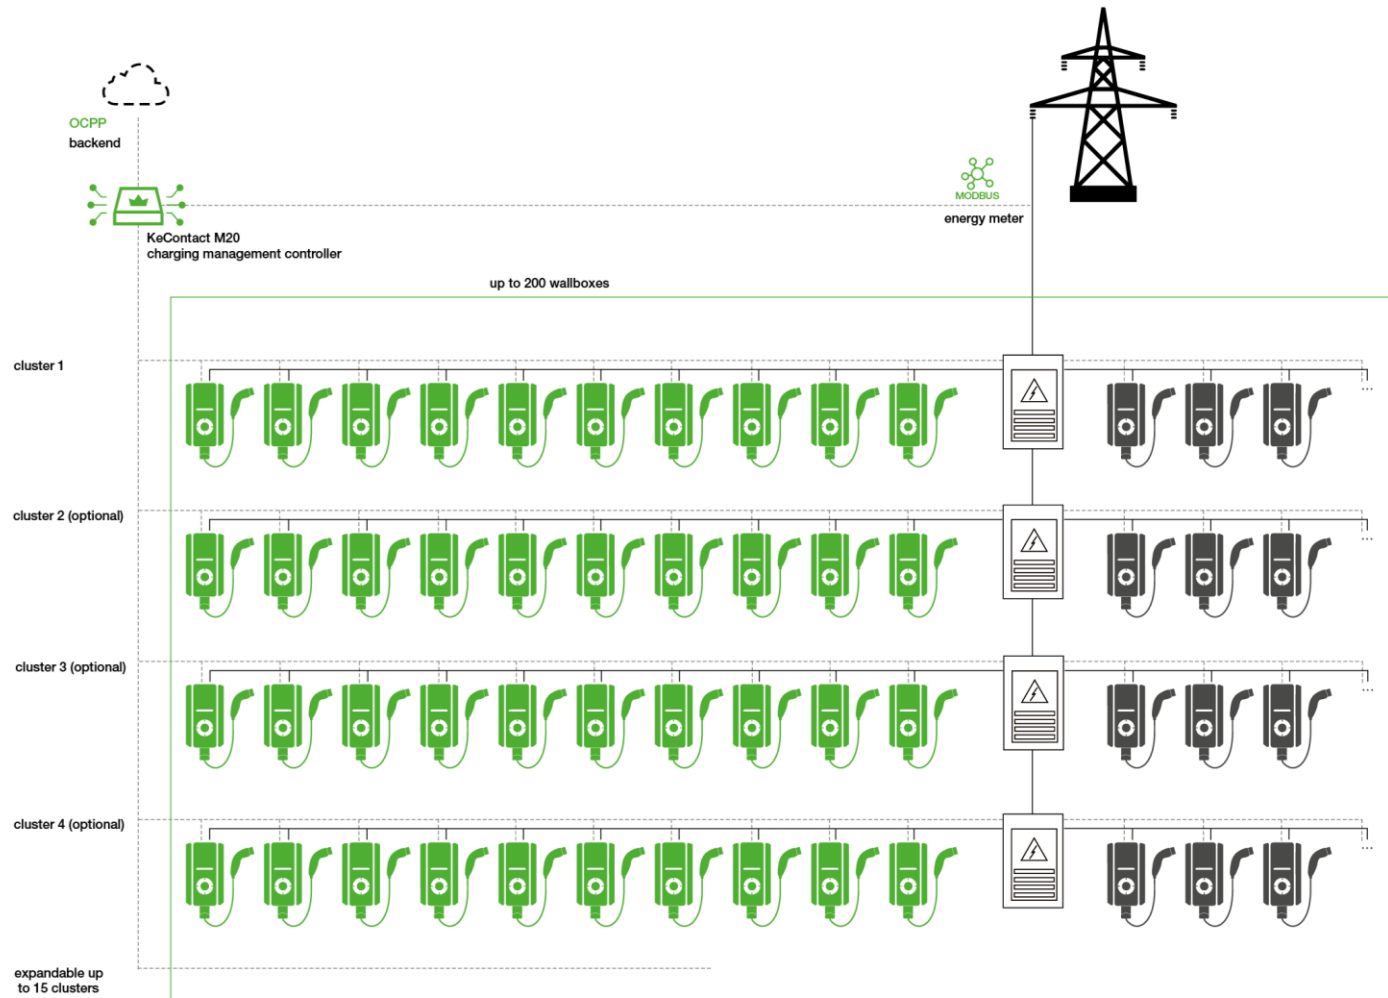 OCPP
backend
MODBUS
energy meter
KeContact M20
charging management controller
up to 200 wallboxes
cluster 1
...
cluster 2 (optional)
...
cluster 3 (optional)
...
cluster 4 (optional)
...
expandable up
to 15 clusters